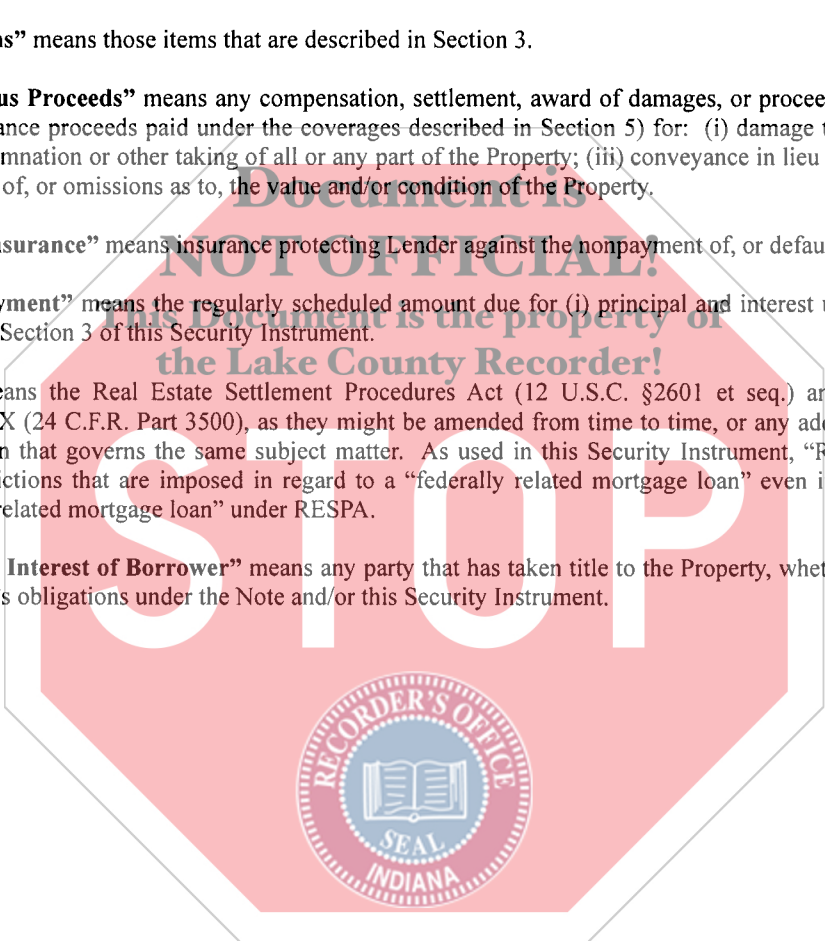 ns” means those items that are described in Section 3.
us Proceeds” means any compensation, settlement, award of damages, or procee
ance proceeds paid under the coverages described in Section 5) for: (i) damage t
mnation or other taking of all or any part of the Property; (iii) conveyance in lieu
of, or omissions as to, the value and/or condition of the Property.
Document is
nsurance” means insurance protecting Lender against the nonpayment of, or defau
NOT OFFICIAL!
yment” means the regularly scheduled amount due for (i) principal and interest u
This Document is the property of
Section 3 of this Security Instrument.
the Lake County Recorder!
eans the Real Estate Settlement Procedures Act (12 U.S.C. §2601 et seq.) an
X (24 C.F.R. Part 3500), as they might be amended from time to time, or any add
n that governs the same subject matter. As used in this Security Instrument, “R
ictions that are imposed in regard to a “federally related mortgage loan” even i
related mortgage loan” under RESPA.
STOP
Interest of Borrower” means any party that has taken title to the Property, whet
s obligations under the Note and/or this Security Instrument.
RECORDER'S OFFICE
SEAL
INDIANA